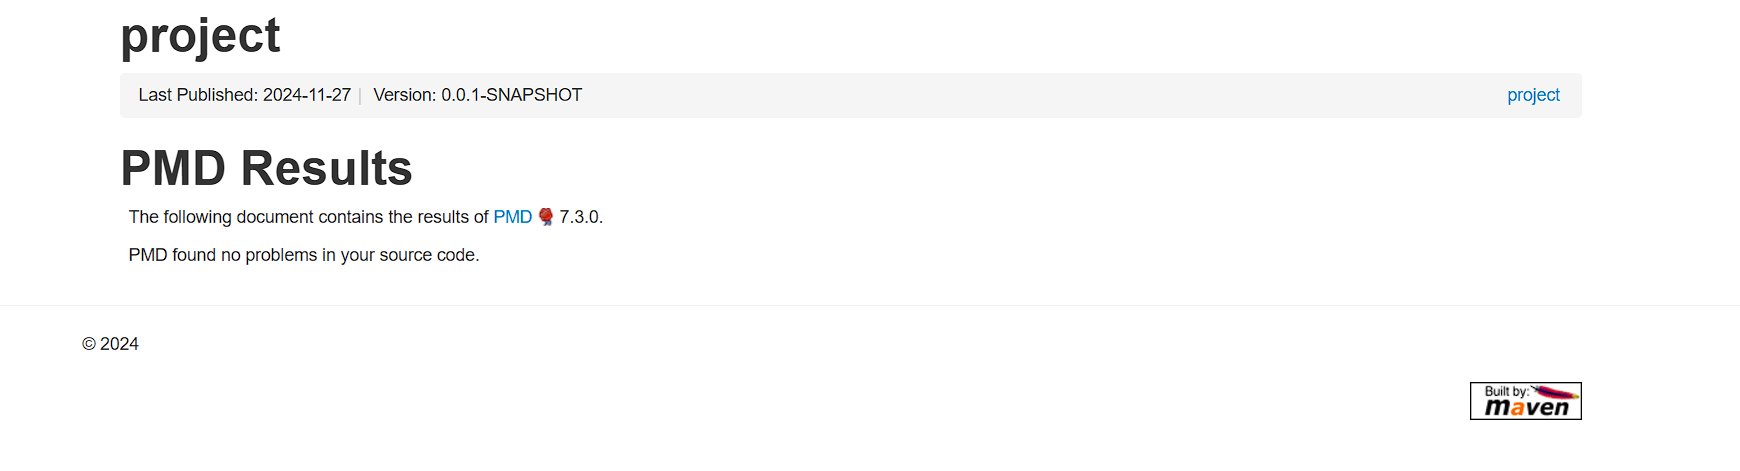 project
Last Published: 2024-11-27 | Version: 0.0.1-SNAPSHOT project
PMD Results
The following document contains the results of PMD 7.3.0.
PMD found no problems in your source code.
© 2024
Built by:
maven